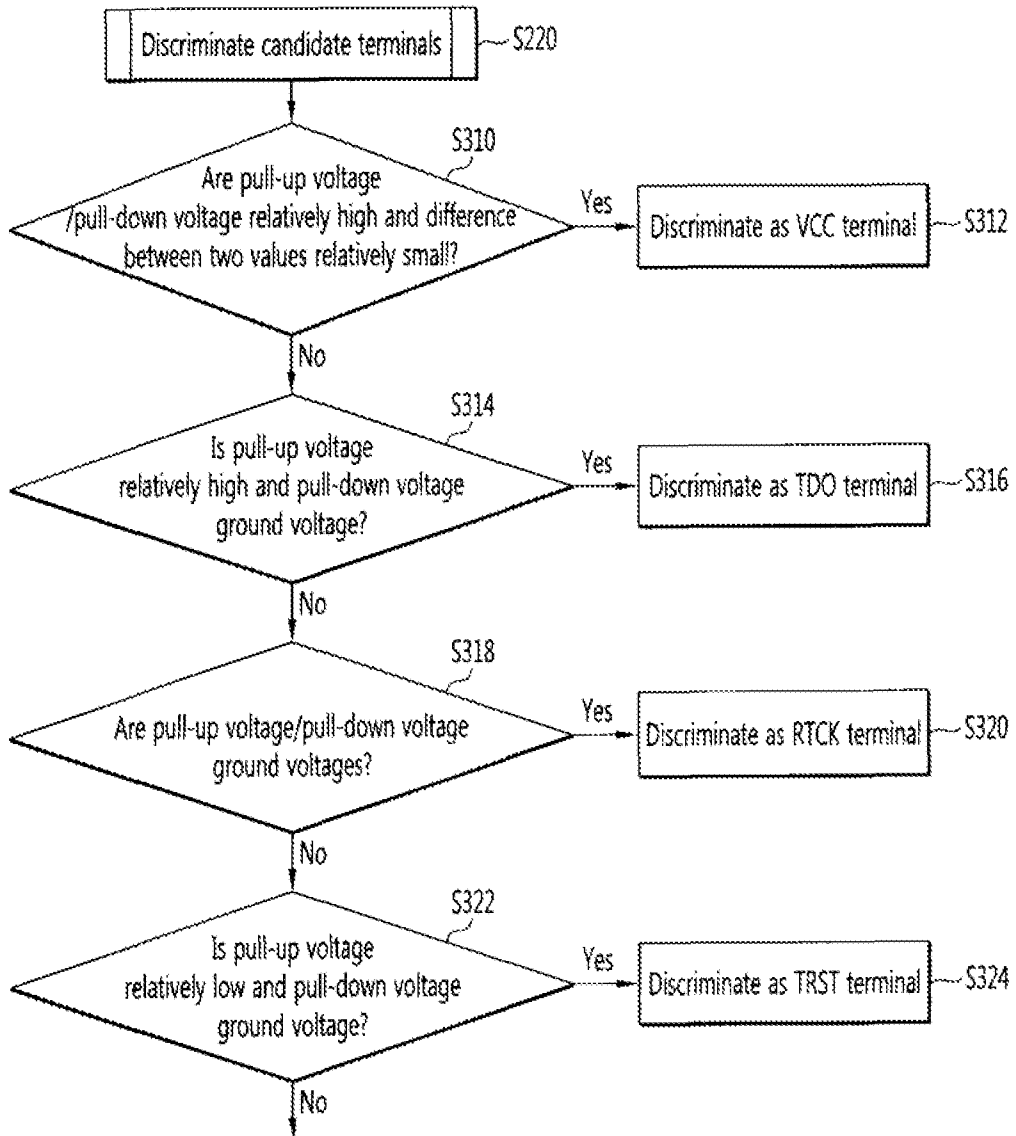 Discriminate candidate terminals
S220
S310
Are pull-up voltage
/pull-down voltage relatively high and difference
between two values relatively small?
Yes
Discriminate as VCC terminal
S312
No
S314
Is pull-up voltage
relatively high and pull-down voltage
ground voltage?
Yes
Discriminate as TDO terminal
S316
No
S318
Are pull-up voltage/pull-down voltage
ground voltages?
Yes
Discriminate as RTCK terminal
S320
No
S322
Is pull-up voltage
relatively low and pull-down voltage
ground voltage?
Yes
Discriminate as TRST terminal
S324
No